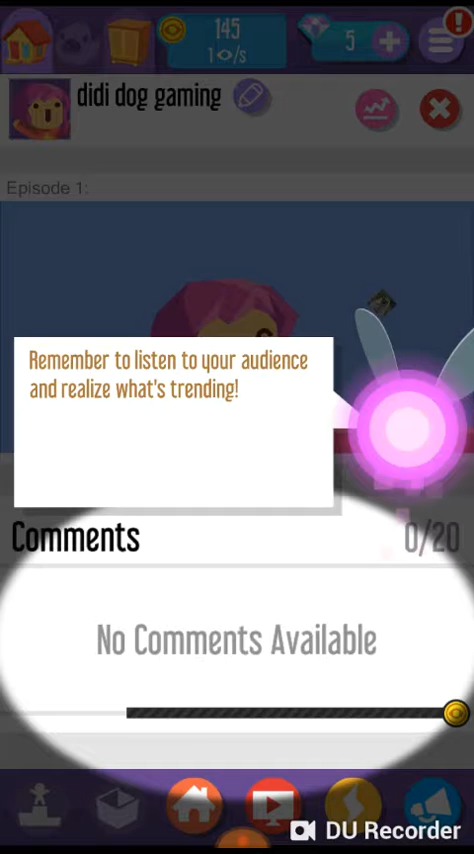 145
1 /s
5
!
didi dog gaming
Episode 1:
Remember to listen to your audience
and realize what's trending!
Comments
0/20
No Comments Available
DU Recorder